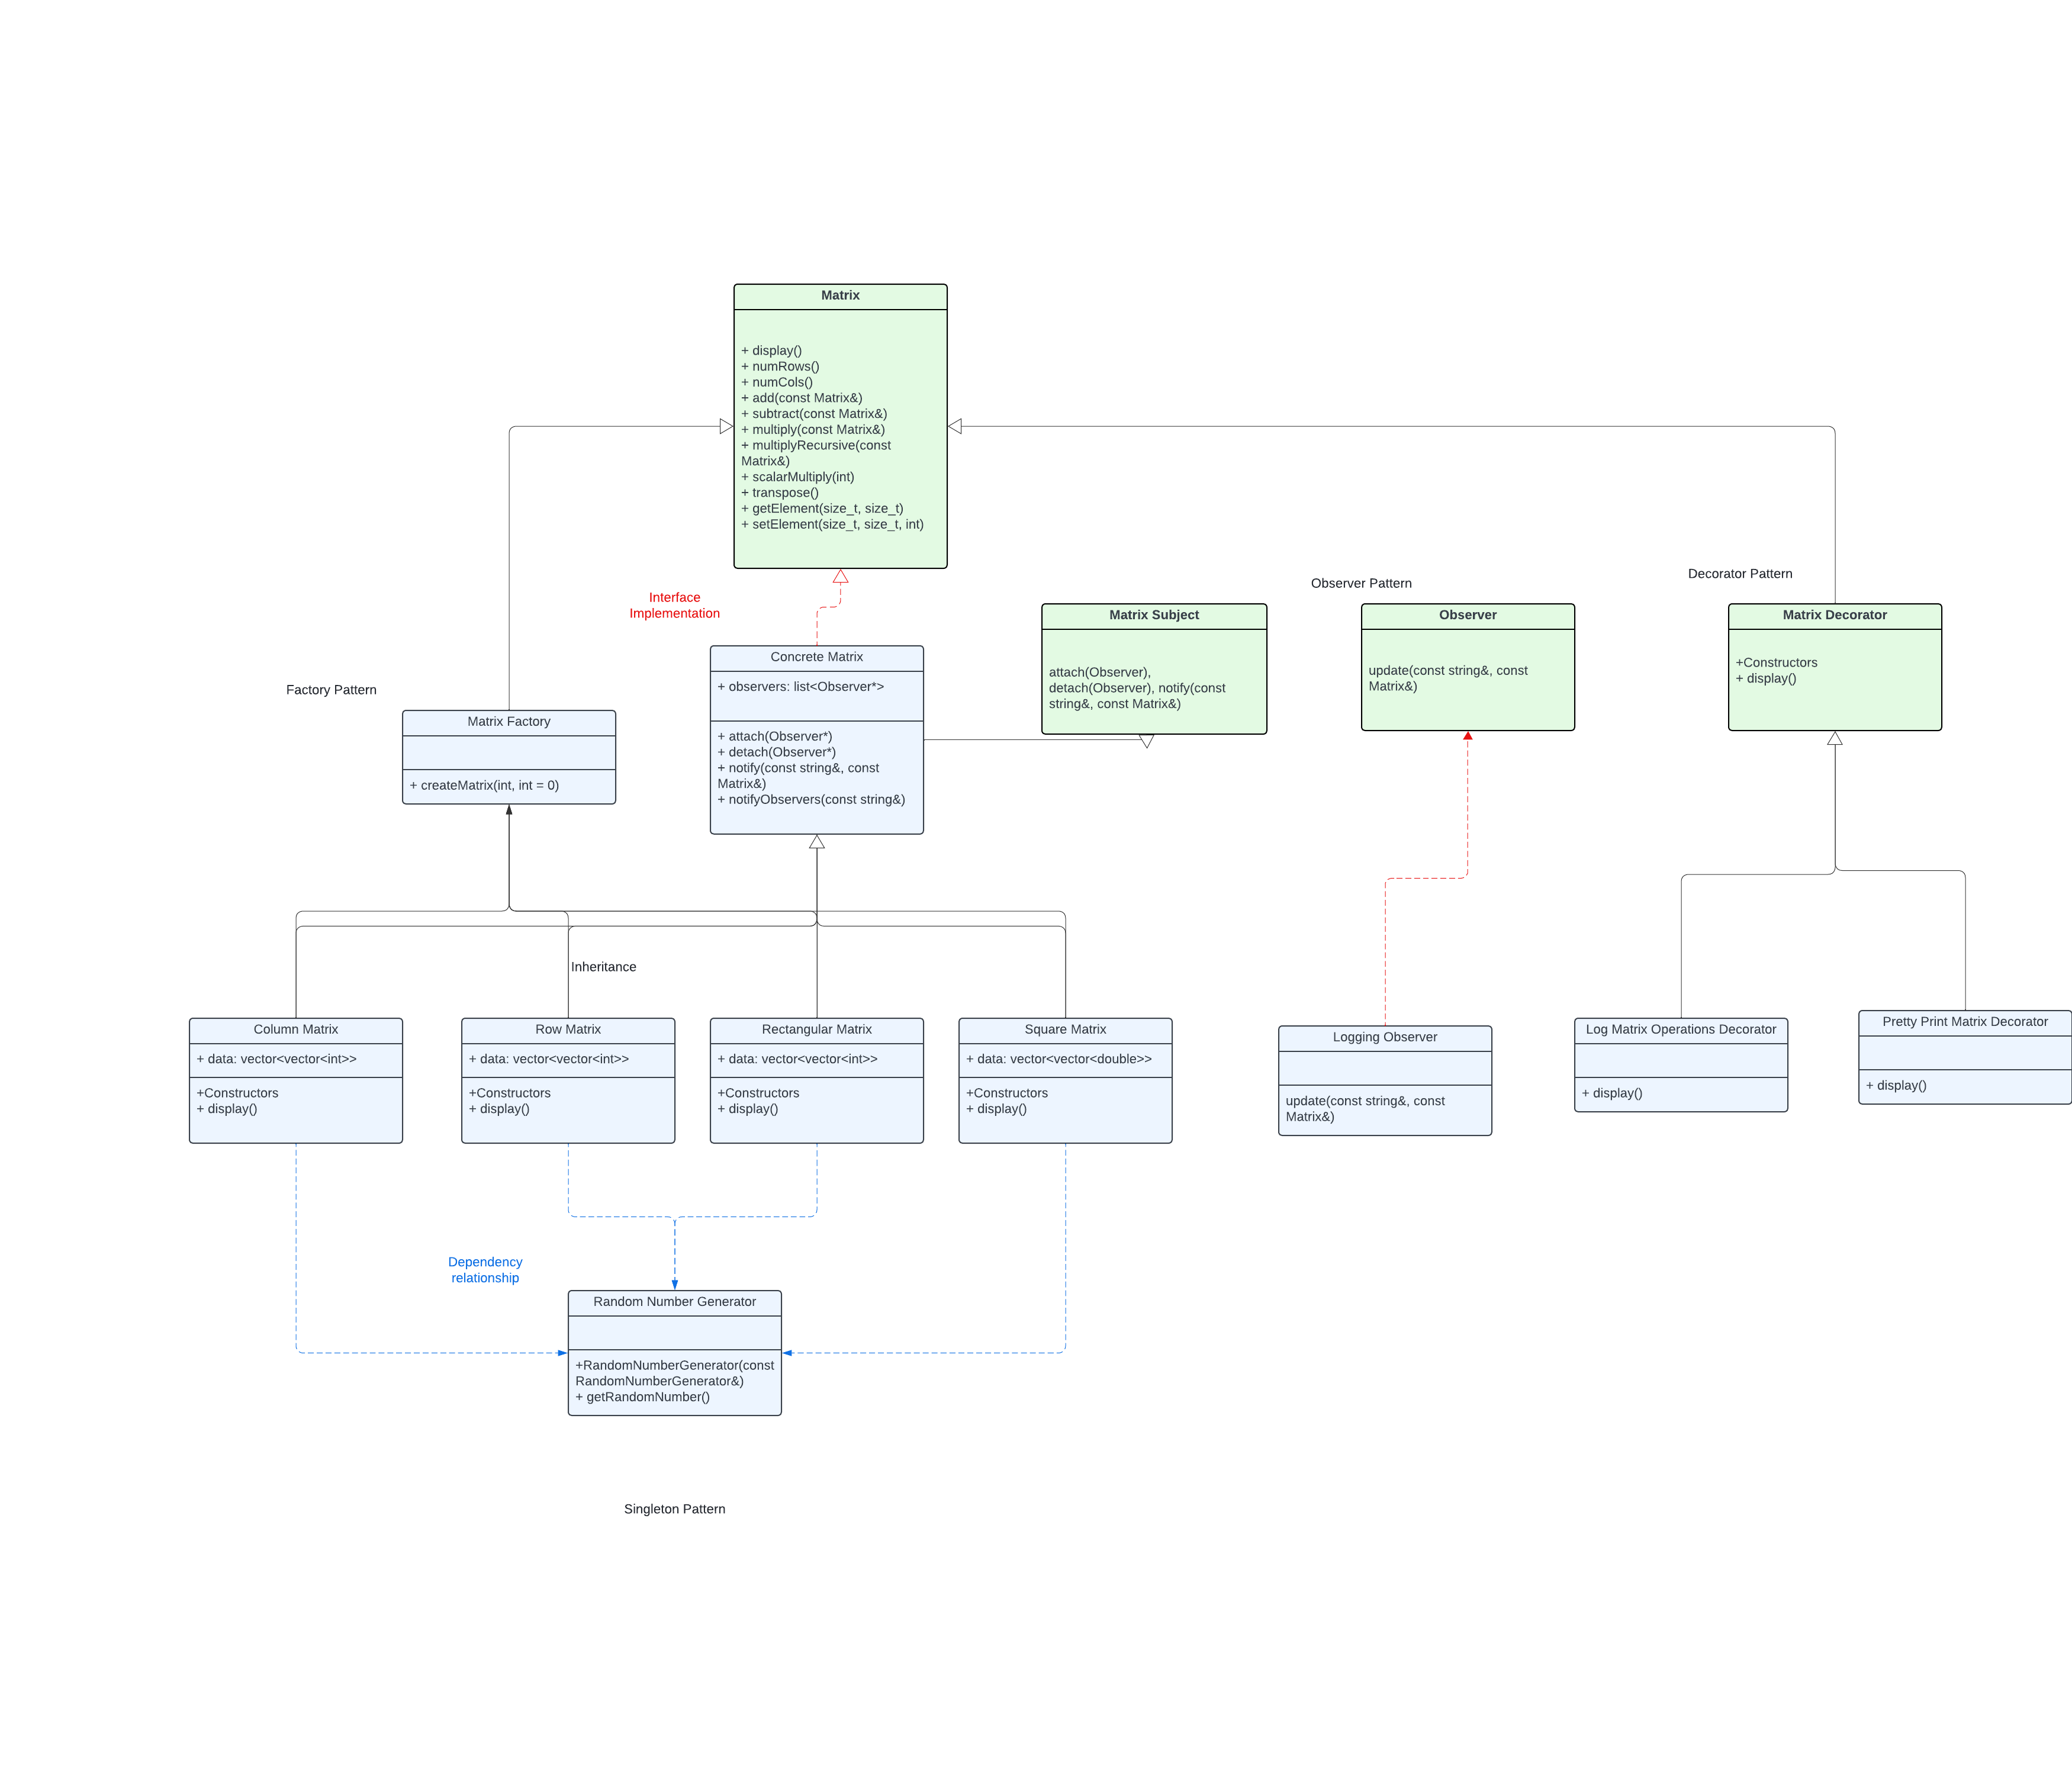 Matrix
+ display()
+ numRows()
+ numCols()
+ add(const Matrix&)
+ subtract(const Matrix&)
+ multiply(const Matrix&)
+ multiplyRecursive(const
Matrix&)
+ scalarMultiply(int)
+ transpose()
+ getElement(size_t, size_t)
+ setElement(size_t, size_t, int)
Interface
Implementation
Observer Pattern
Decorator Pattern
Matrix Subject
attach(Observer),
detach(Observer), notify(const
string&, const Matrix&)
Observer
update(const string&, const
Matrix&)
Matrix Decorator
+Constructors
+ display()
Factory Pattern
Matrix Factory
+ createMatrix(int, int = 0)
Concrete Matrix
+ observers: list<Observer*>
+ attach(Observer*)
+ detach(Observer*)
+ notify(const string&, const
Matrix&)
+ notifyObservers(const string&)
Inheritance
Column Matrix
+ data: vector<vector<int>>
+Constructors
+ display()
Row Matrix
+ data: vector<vector<int>>
+Constructors
+ display()
Rectangular Matrix
+ data: vector<vector<int>>
+Constructors
+ display()
Square Matrix
+ data: vector<vector<double>>
+Constructors
+ display()
Logging Observer
update(const string&, const
Matrix&)
Log Matrix Operations Decorator
+ display()
Pretty Print Matrix Decorator
+ display()
Dependency
relationship
Random Number Generator
+RandomNumberGenerator(const
RandomNumberGenerator&)
+ getRandomNumber()
Singleton Pattern